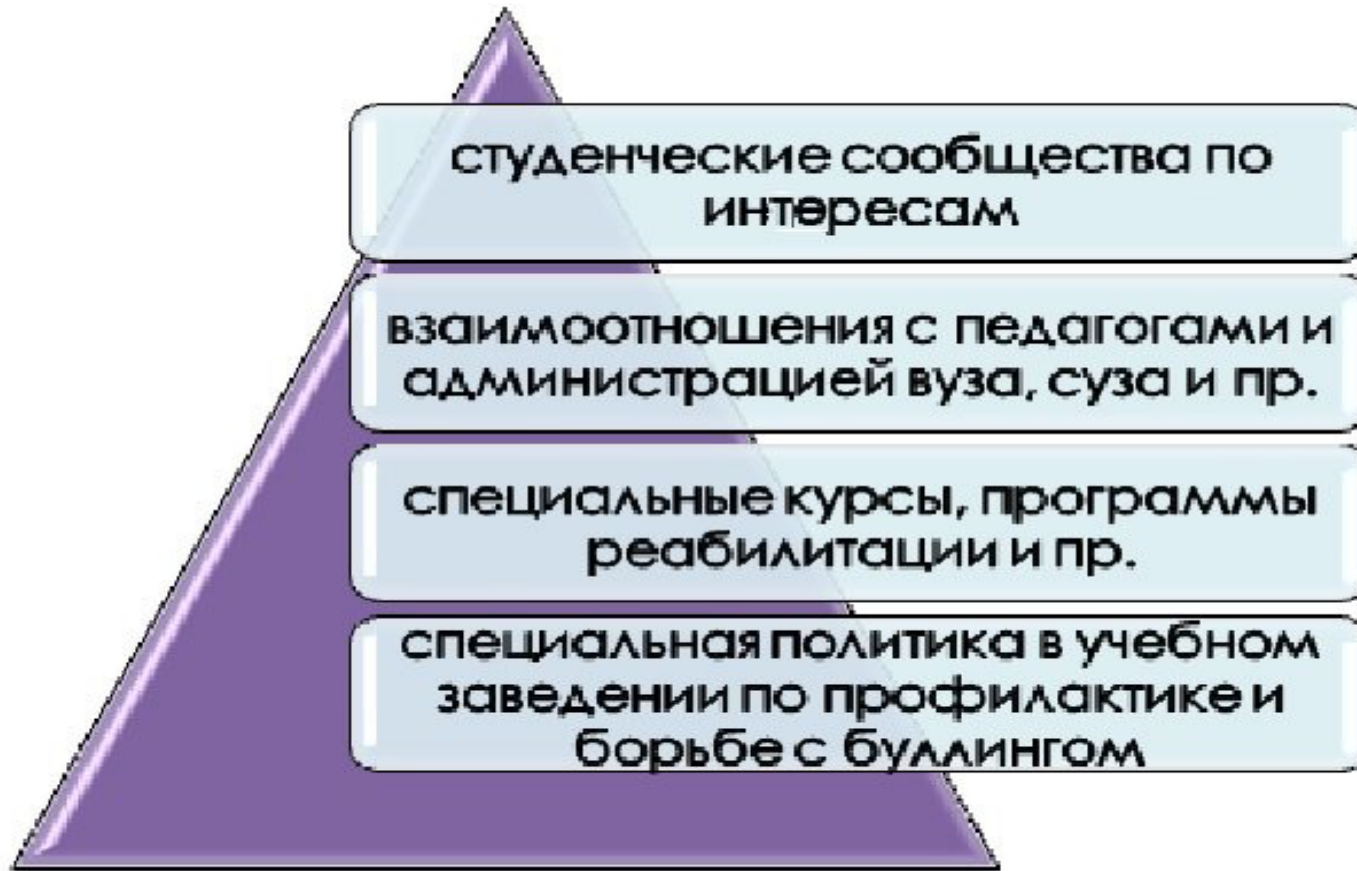 студенческие сообщества по
интересам
взаимоотношения с педагогами и
администрацией вуза, суза и пр.
специальные курсы, программы
реабилитации и пр.
специальная политика в учебном
заведении по профилактике и
борьбе с буллингом